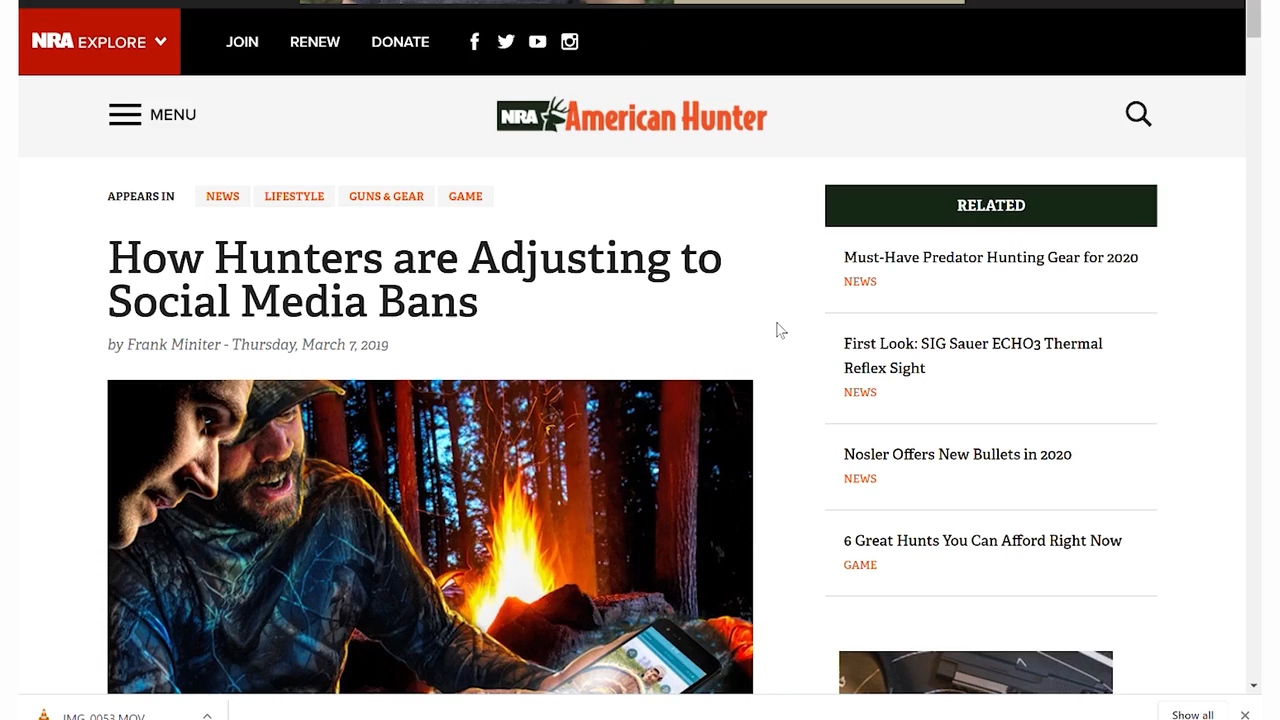 NRA EXPLORE
JOIN
RENEW
DONATE
MENU
NRA American Hunter
APPEARS IN
NEWS
LIFESTYLE
GUNS & GEAR
GAME
How Hunters are Adjusting to
Social Media Bans
by Frank Miniter - Thursday, March 7, 2019
RELATED
Must-Have Predator Hunting Gear for 2020
NEWS
First Look: SIG Sauer ECHO3 Thermal
Reflex Sight
NEWS
Nosler Offers New Bullets in 2020
NEWS
6 Great Hunts You Can Afford Right Now
GAME
IMG_0053.MOV
Show all